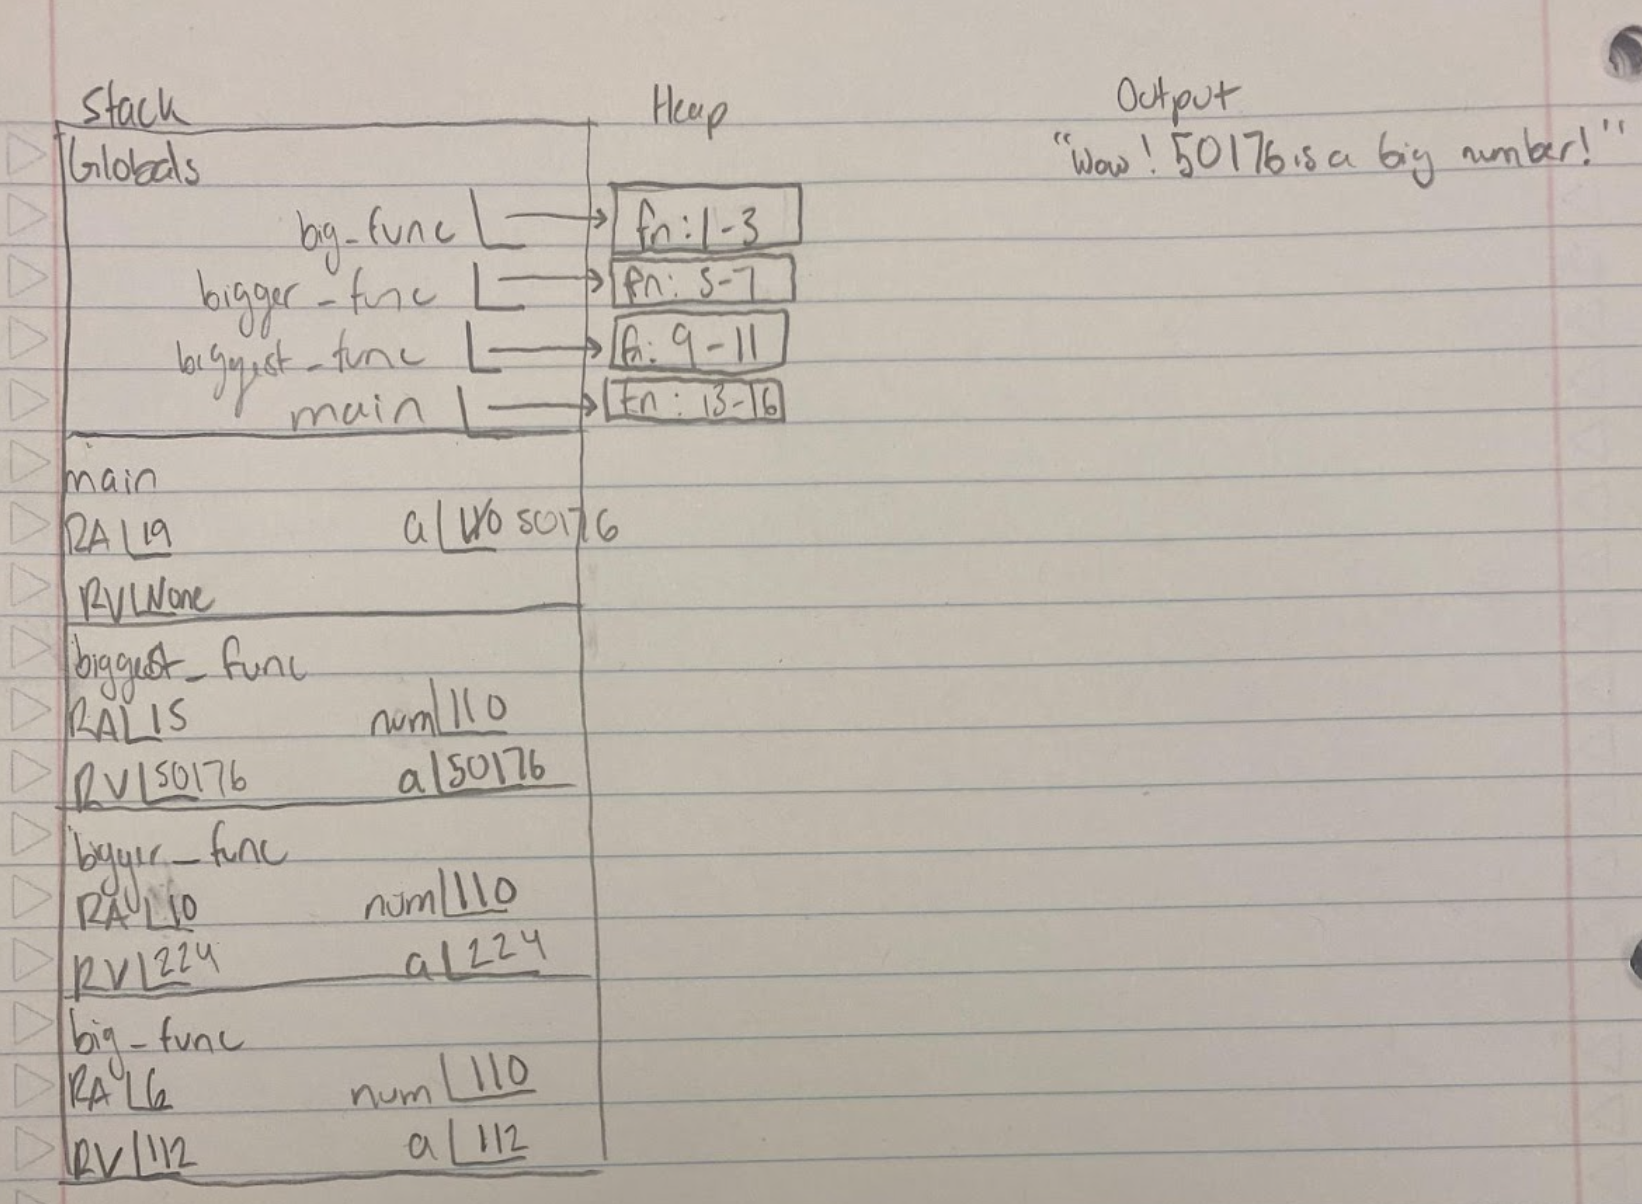 Stack Heap Output
Globals "Wow! 50176 is a big number!"
big_func fn: 1-3
bigger_func fn: 5-7
biggest_func fn: 9-11
main fn: 13-16
main
RA 19 a 110 50176
RV None
biggest_func
RA 15 num 110
RV 50176 a 50176
bigger_func
RA 10 num 110
RV 224 a 224
big_func
RA 6 num 110
RV 112 a 112